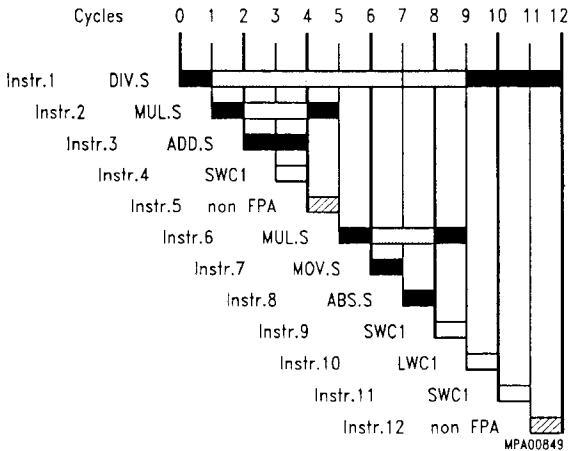 Cycles 0 1 2 3 4 5 6 7 8 9 10 11 12
Instr.1 DIV.S
Instr.2 MUL.S
Instr.3 ADD.S
Instr.4 SWC1
Instr.5 non FPA
Instr.6 MUL.S
Instr.7 MOV.S
Instr.8 ABS.S
Instr.9 SWC1
Instr.10 LWC1
Instr.11 SWC1
Instr.12 non FPA
MPA00849